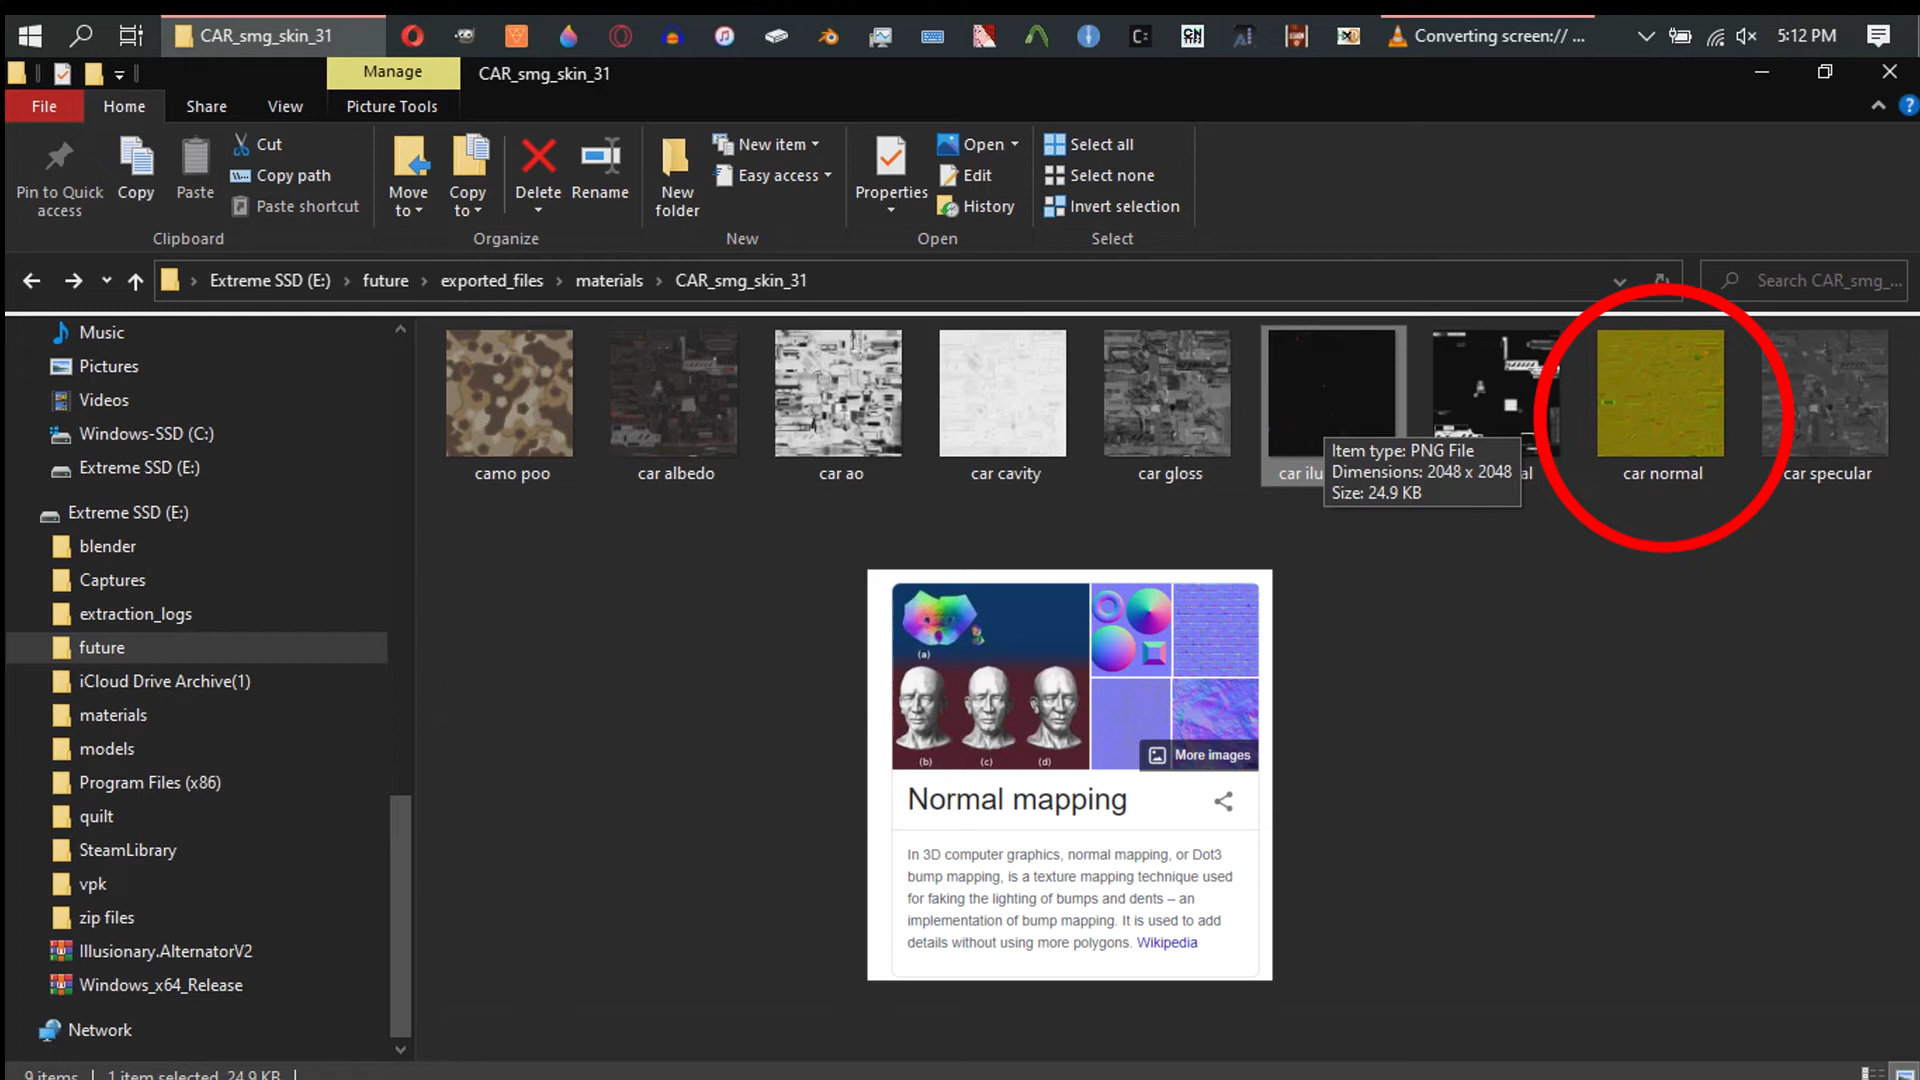 CAR_smg_skin_31
Converting screen:// ...
5:12 PM
Manage
CAR_smg_skin_31
File
Home
Share
View
Picture Tools
Pin to Quick access
Copy
Paste
Cut
Copy path
Paste shortcut
Clipboard
Move to
Copy to
Delete
Rename
Organize
New folder
New item
Easy access
New
Properties
Open
Edit
History
Open
Select all
Select none
Invert selection
Select
Extreme SSD (E:)
future
exported_files
materials
CAR_smg_skin_31
Search CAR_smg_...
Music
Pictures
Videos
Windows-SSD (C:)
Extreme SSD (E:)
Extreme SSD (E:)
blender
Captures
extraction_logs
future
iCloud Drive Archive(1)
materials
models
Program Files (x86)
quilt
SteamLibrary
vpk
zip files
Illusionary.AlternatorV2
Windows_x64_Release
Network
camo poo
car albedo
car ao
car cavity
car gloss
car ilu
car normal
car specular
Item type: PNG File
Dimensions: 2048 x 2048
Size: 24.9 KB
(a)
(b)
(c)
(d)
More images
Normal mapping
In 3D computer graphics, normal mapping, or Dot3
bump mapping, is a texture mapping technique used
for faking the lighting of bumps and dents – an
implementation of bump mapping. It is used to add
details without using more polygons. Wikipedia
9 items
1 item selected 24.9 KB